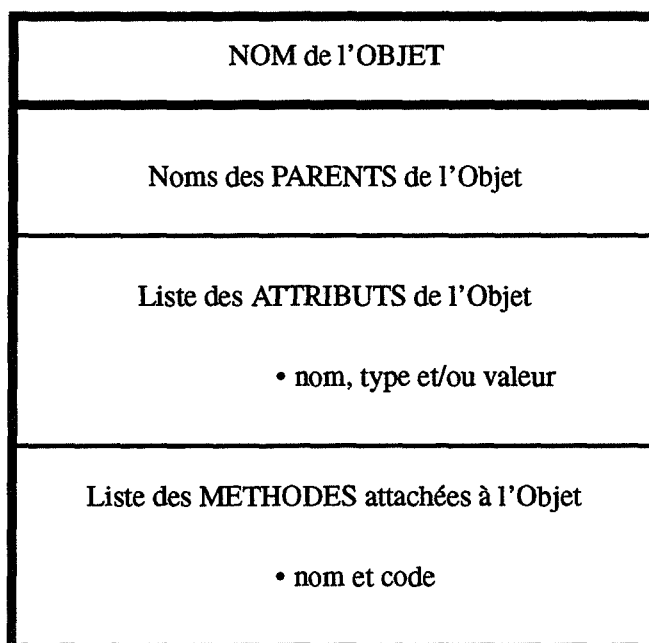 NOM de l'OBJET
Noms des PARENTS de l'Objet
Liste des ATTRIBUTS de l'Objet
• nom, type et/ou valeur
Liste des METHODES attachées à l'Objet
• nom et code